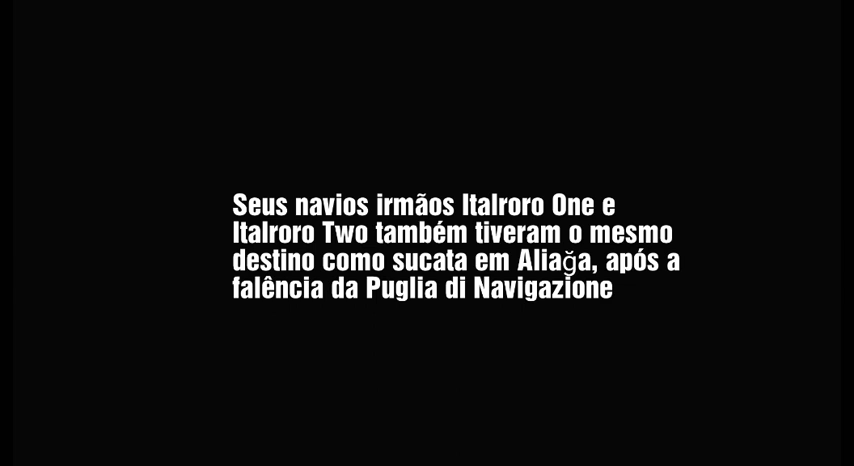 Seus navios irmãos Italroro One e
Italroro Two também tiveram o mesmo
destino como sucata em Aliağa, após a
falência da Puglia di Navigazione